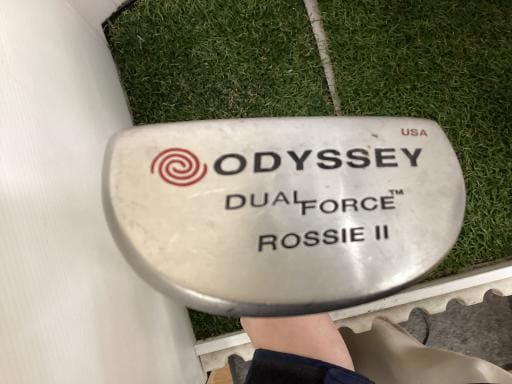 USA
ODYSSEY
DUAL FORCE™
ROSSIE II